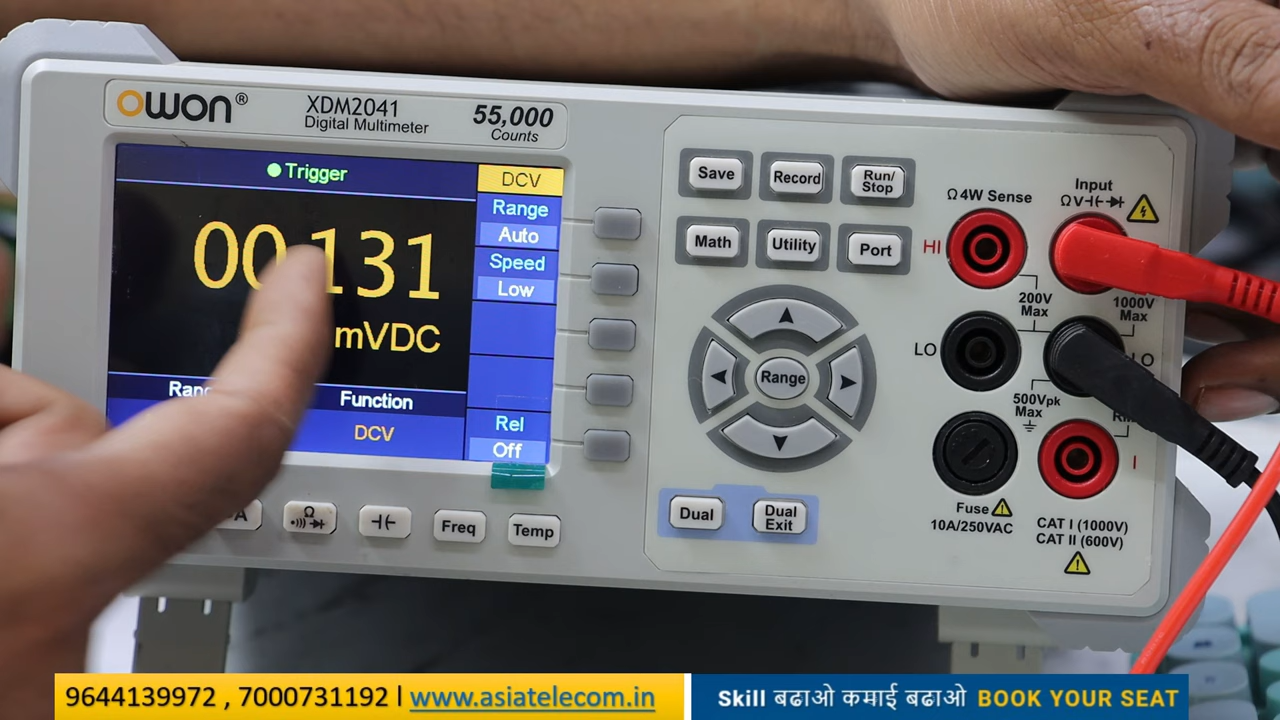 OWON®
XDM2041
Digital Multimeter
55,000
Counts
Trigger
DCV
Range
Auto
Speed
Low
131
mVDC
Function
DCV
Rel
Off
Save
Record
Run/
Stop
Math
Utility
Port
Range
Dual
Dual
Exit
Ω
Freq
Temp
Ω4W Sense
Input
ΩV
HI
200V
Max
1000V
Max
LO
LO
500Vpk
Max
I
Fuse
10A/250VAC
CAT I (1000V)
CAT II (600V)
9644139972 , 7000731192 l www.asiatelecom.in
Skill बढाओ कमाई बढाओ BOOK YOUR SEAT